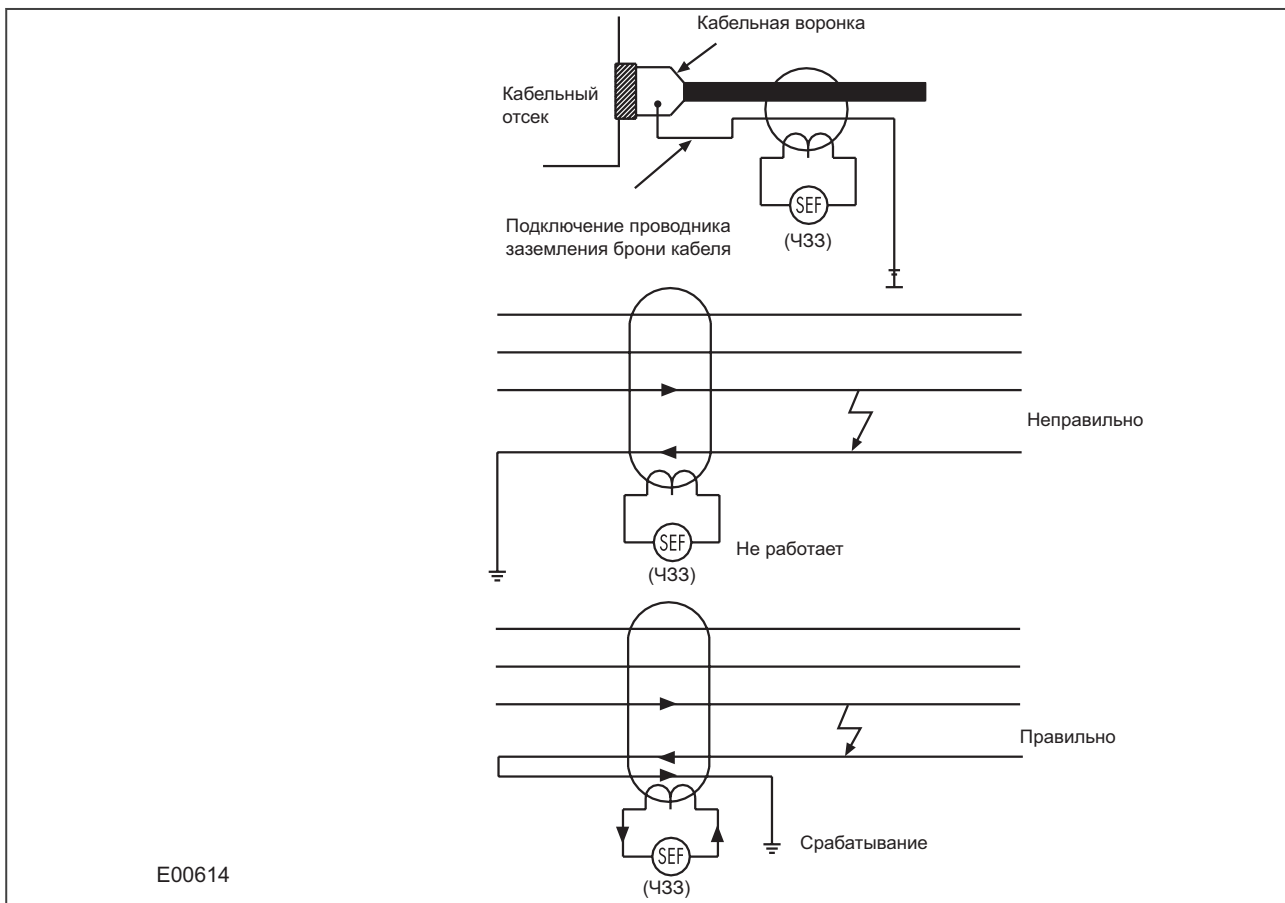 Кабельная воронка
Кабельный
отсек
Подключение проводника
заземления брони кабеля
SEF
(ЧЗЗ)
Неправильно
SEF
Не работает
(ЧЗЗ)
Правильно
Срабатывание
SEF
(ЧЗЗ)
E00614